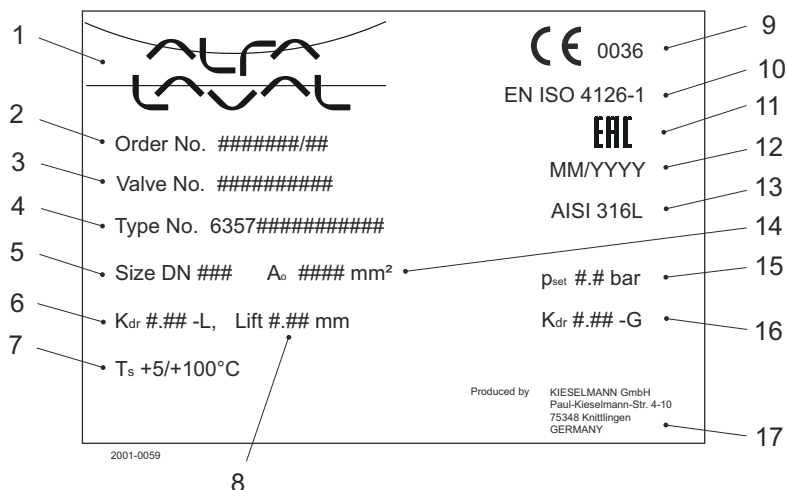 1
ALFA
LAVAL
2
Order No. #######/##
3
Valve No. ##########
4
Type No. 6357###########
5
Size DN ### Ao #### mm²
6
Kdr #.## -L, Lift #.## mm
7
Ts +5/+100°C
8
CE 0036
9
EN ISO 4126-1
10
EAC
11
MM/YYYY
12
AISI 316L
13
14
pset #.# bar
15
Kdr #.## -G
16
Produced by KIESELMANN GmbH
Paul-Kieselmann-Str. 4-10
75348 Knittlingen
GERMANY
17
2001-0059